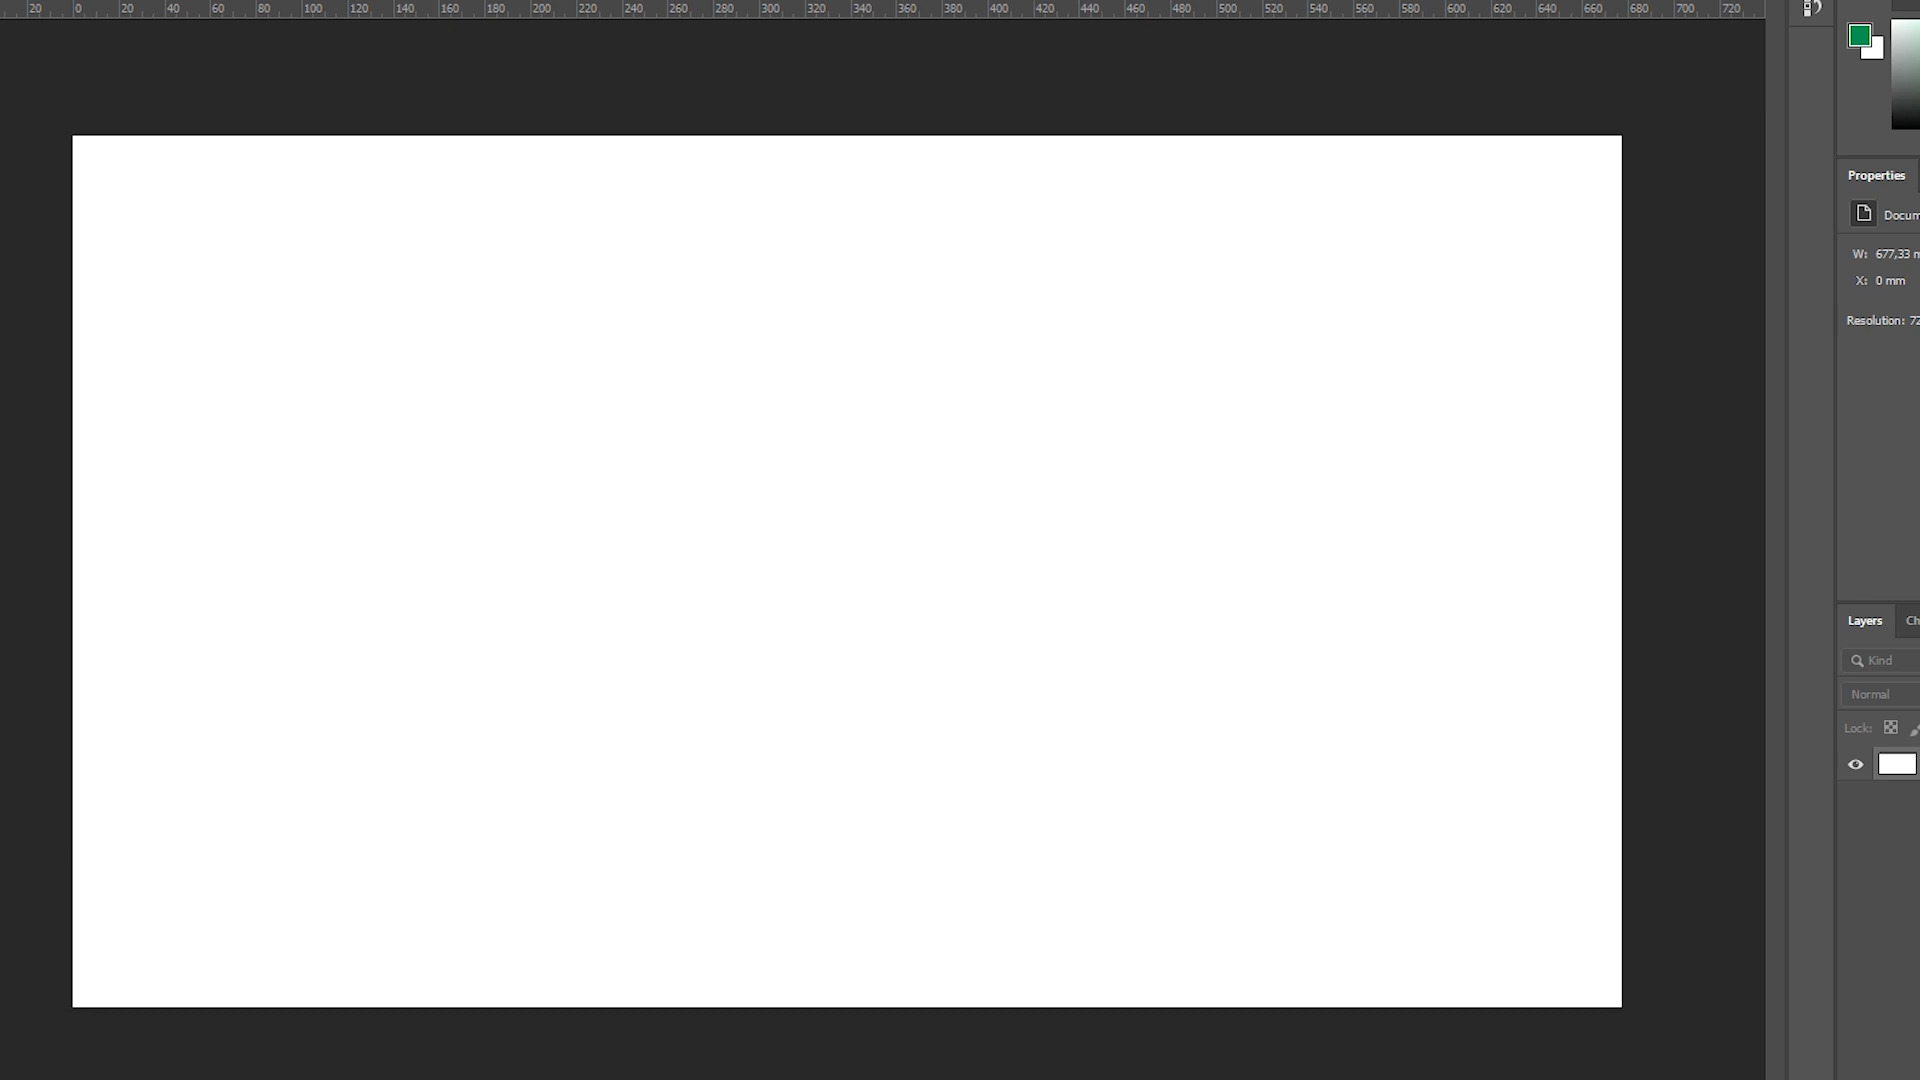 20 0 20 40 60 80 100 120 140 160 180 200 220 240 260 280 300 320 340 360 380 400 420 440 460 480 500 520 540 560 580 600 620 640 660 680 700 720
Properties
Docum
W: 677,33 m
X: 0 mm
Resolution: 72
Layers Ch
Kind
Normal
Lock: